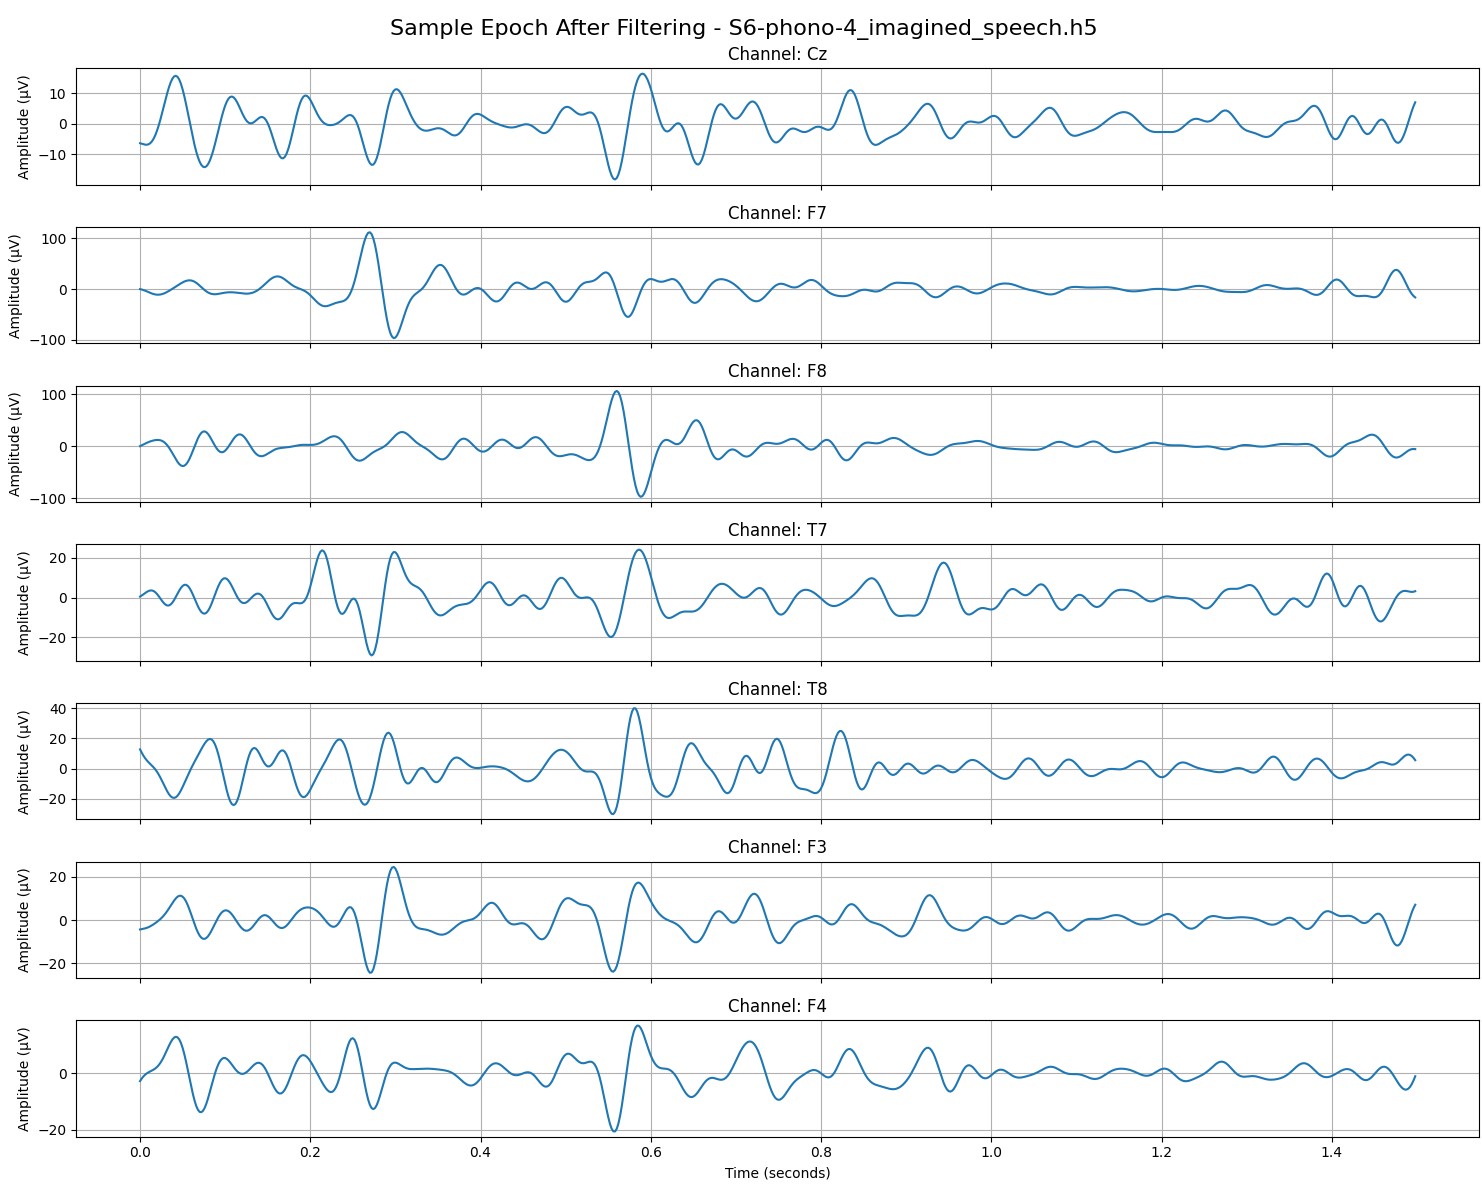 Sample Epoch After Filtering - S6-phono-4_imagined_speech.h5
Channel: Cz
Amplitude (µV)
10
0
−10
Channel: F7
Amplitude (µV)
100
0
−100
Channel: F8
Amplitude (µV)
100
0
−100
Channel: T7
Amplitude (µV)
20
0
−20
Channel: T8
Amplitude (µV)
40
20
0
−20
Channel: F3
Amplitude (µV)
20
0
−20
Channel: F4
Amplitude (µV)
0
−20
0.0 0.2 0.4 0.6 0.8 1.0 1.2 1.4
Time (seconds)